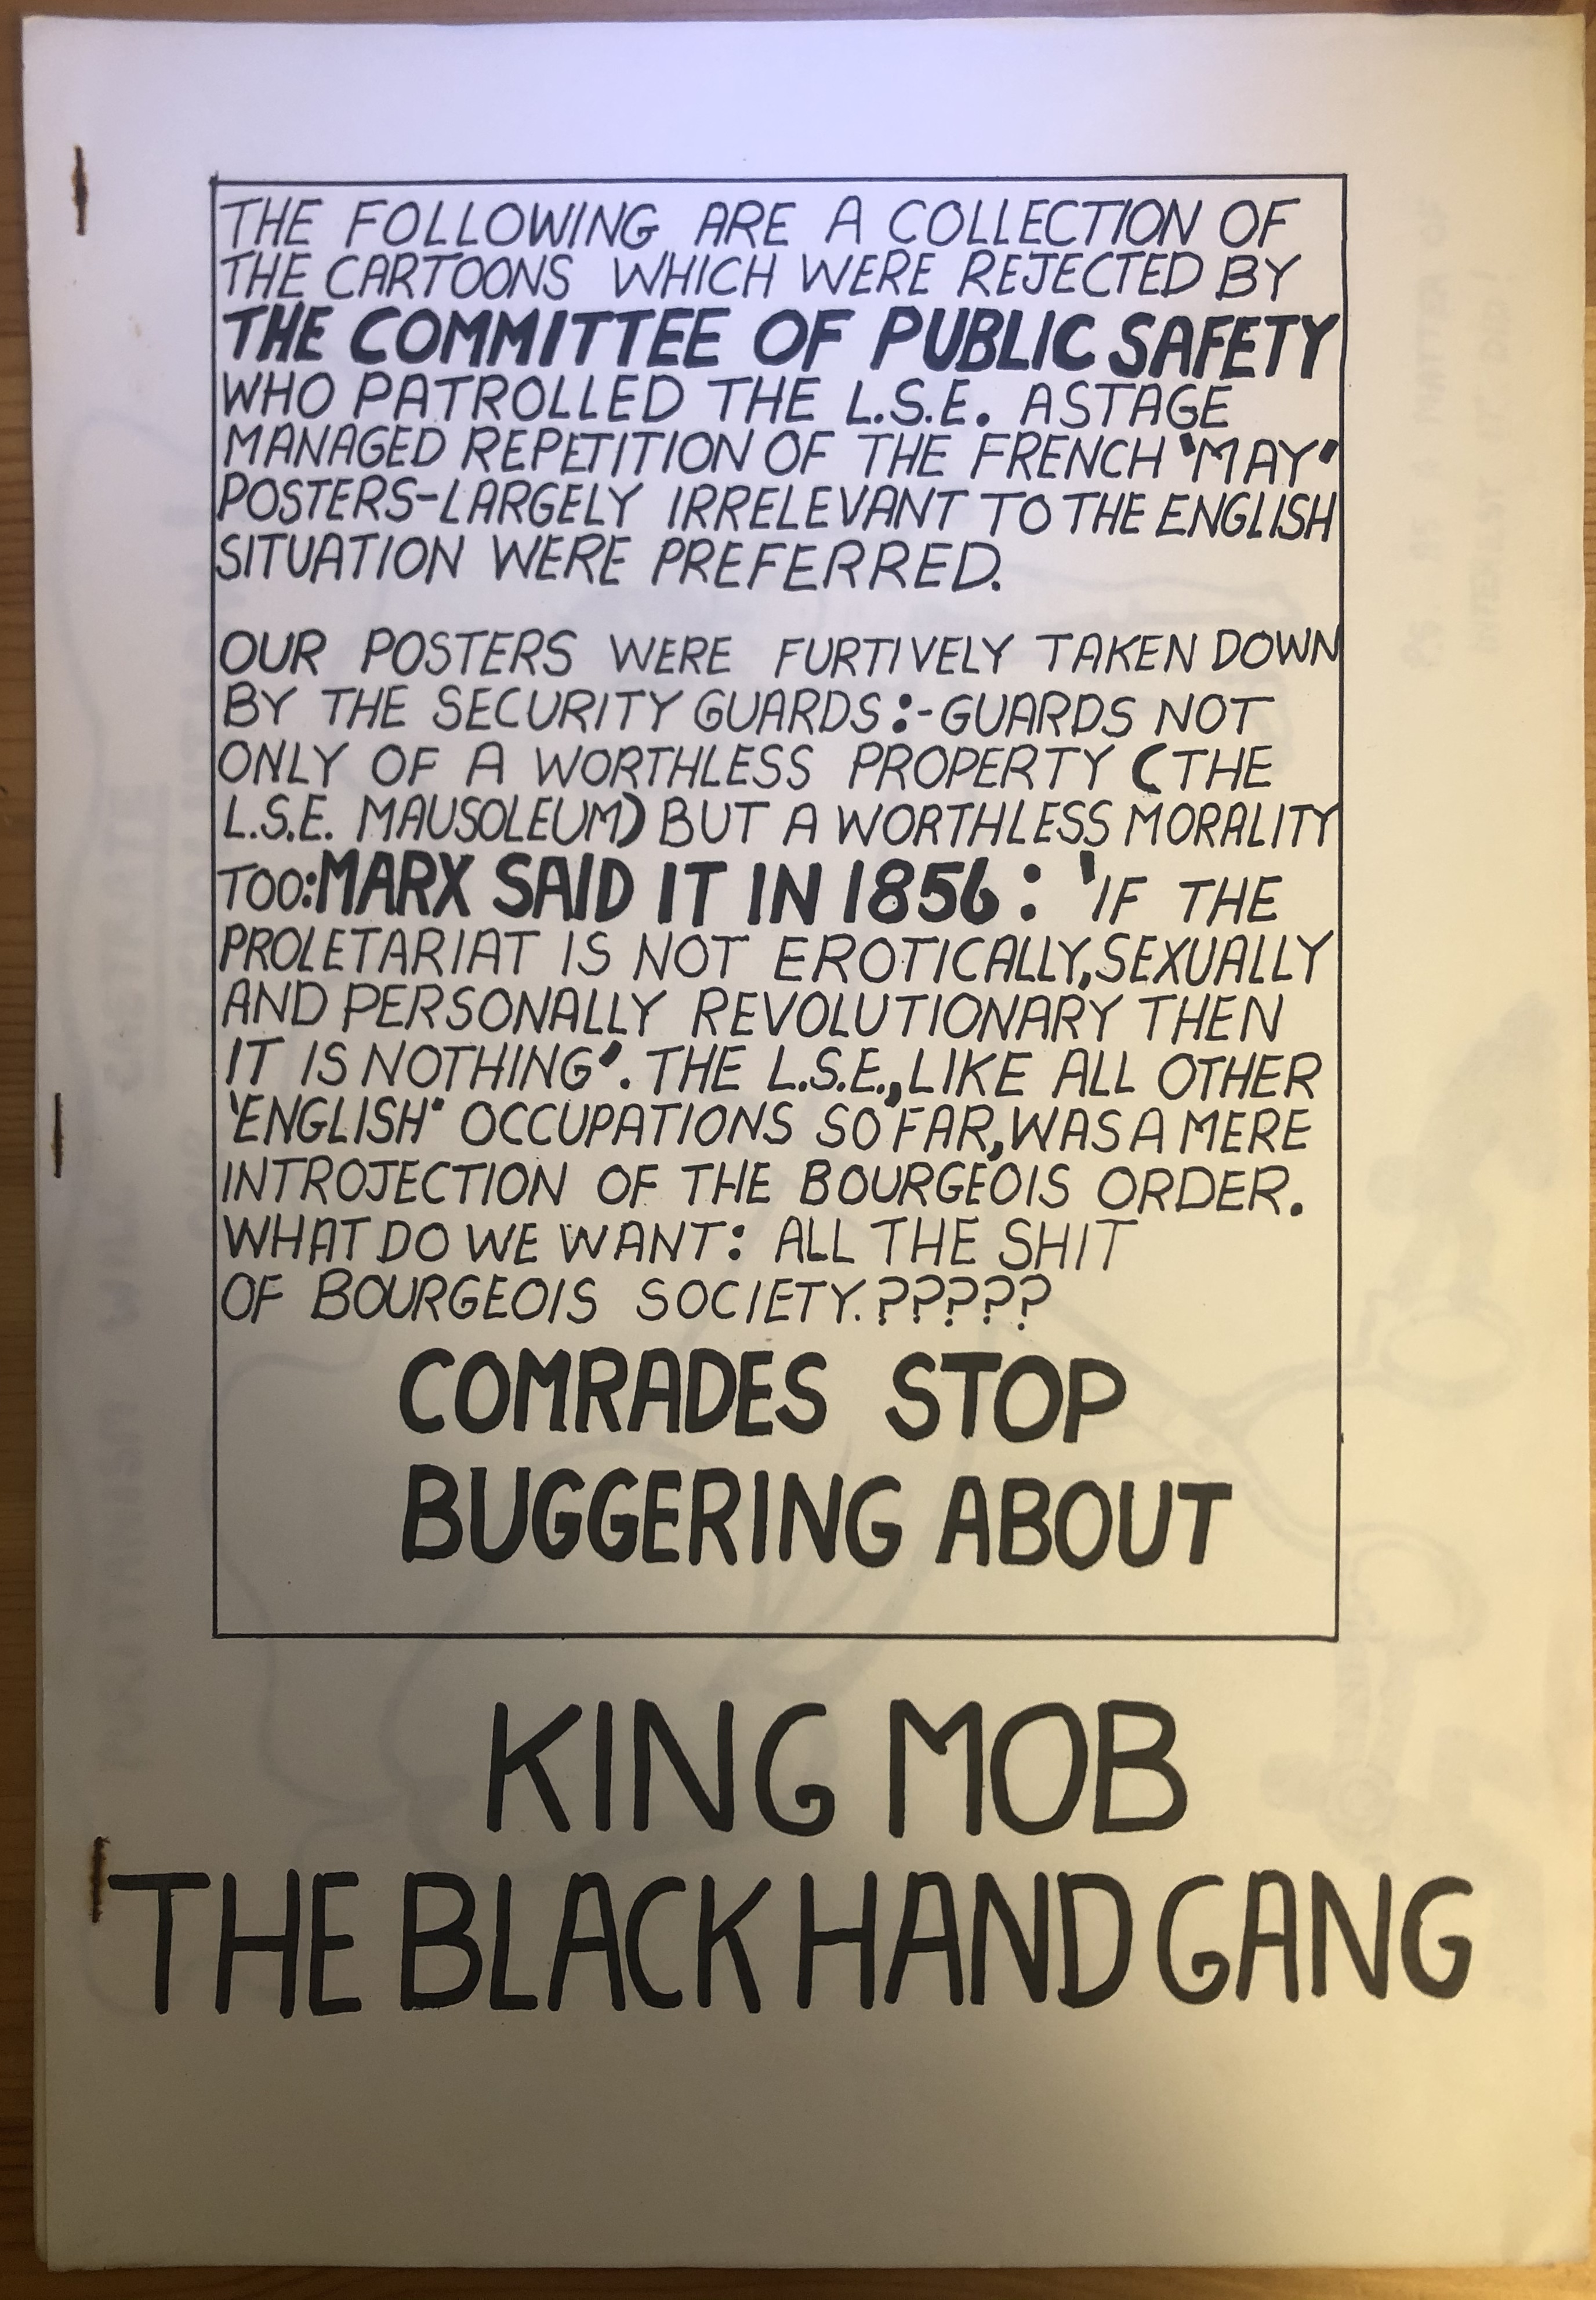 THE FOLLOWING ARE A COLLECTION OF
THE CARTOONS WHICH WERE REJECTED BY
THE COMMITTEE OF PUBLIC SAFETY
WHO PATROLLED THE L.S.E. A STAGE
MANAGED REPETITION OF THE FRENCH 'MAY'
POSTERS-LARGELY IRRELEVANT TO THE ENGLISH
SITUATION WERE PREFERRED.
OUR POSTERS WERE FURTIVELY TAKEN DOWN
BY THE SECURITY GUARDS:-GUARDS NOT
ONLY OF A WORTHLESS PROPERTY (THE
L.S.E. MAUSOLEUM) BUT A WORTHLESS MORALITY
TOO:MARX SAID IT IN 1856: 'IF THE
PROLETARIAT IS NOT EROTICALLY,SEXUALLY
AND PERSONALLY REVOLUTIONARY THEN
IT IS NOTHING'. THE L.S.E.,LIKE ALL OTHER
'ENGLISH' OCCUPATIONS SO FAR,WAS A MERE
INTROJECTION OF THE BOURGEOIS ORDER.
WHAT DO WE WANT: ALL THE SHIT
OF BOURGEOIS SOCIETY.?????
COMRADES STOP
BUGGERING ABOUT
KING MOB
THE BLACK HAND GANG